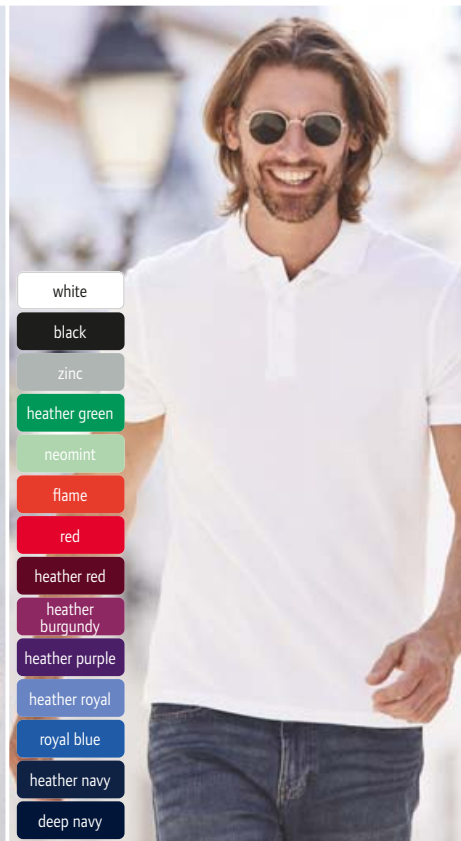 white
black
zinc
heather green
neomint
flame
red
heather red
heather
burgundy
heather purple
heather royal
royal blue
heather navy
deep navy